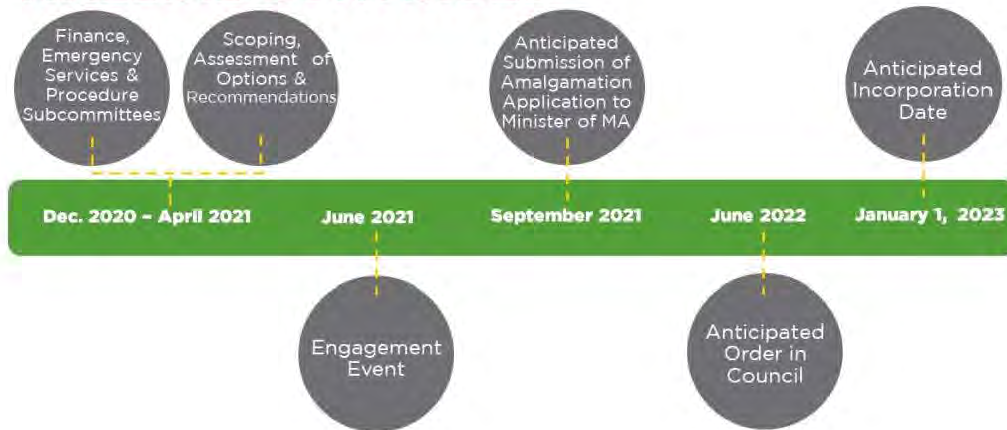 Finance,
Emergency
Services &
Procedure
Subcommittees
Scoping,
Assessment of
Options &
Recommendations
Anticipated
Submission of
Amalgamation
Application to
Minister of MA
Anticipated
Incorporation
Date
Dec. 2020 – April 2021
June 2021
September 2021
June 2022
January 1, 2023
Engagement
Event
Anticipated
Order in
Council